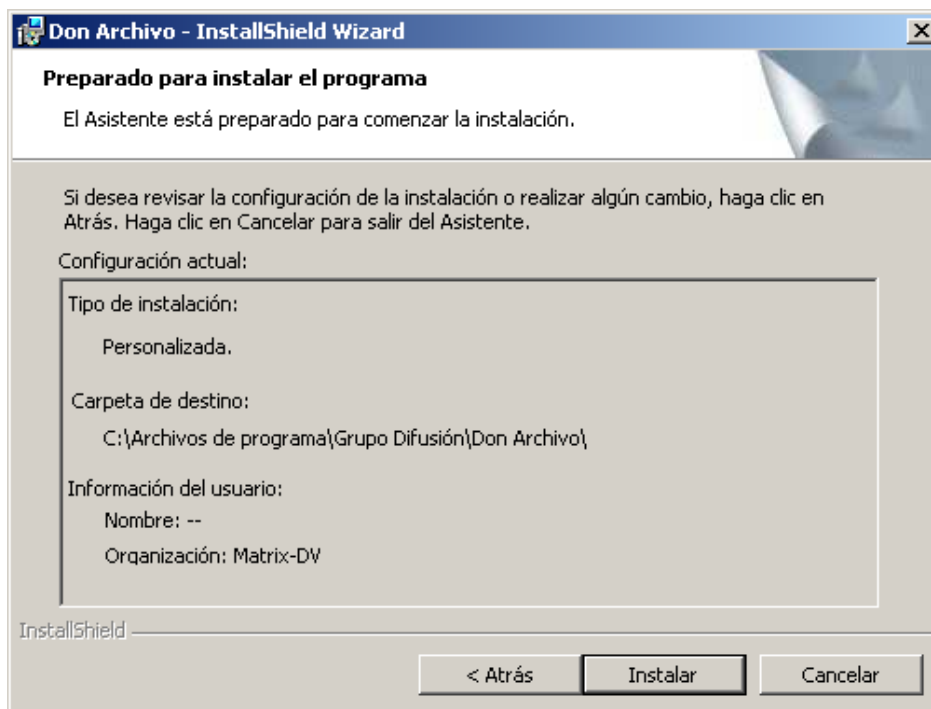 Don Archivo - InstallShield Wizard
Preparado para instalar el programa
El Asistente está preparado para comenzar la instalación.
Si desea revisar la configuración de la instalación o realizar algún cambio, haga clic en
Atrás. Haga clic en Cancelar para salir del Asistente.
Configuración actual:
Tipo de instalación:
Personalizada.
Carpeta de destino:
C:\Archivos de programa\Grupo Difusión\Don Archivo\
Información del usuario:
Nombre: --
Organización: Matrix-DV
InstallShield
< Atrás
Instalar
Cancelar